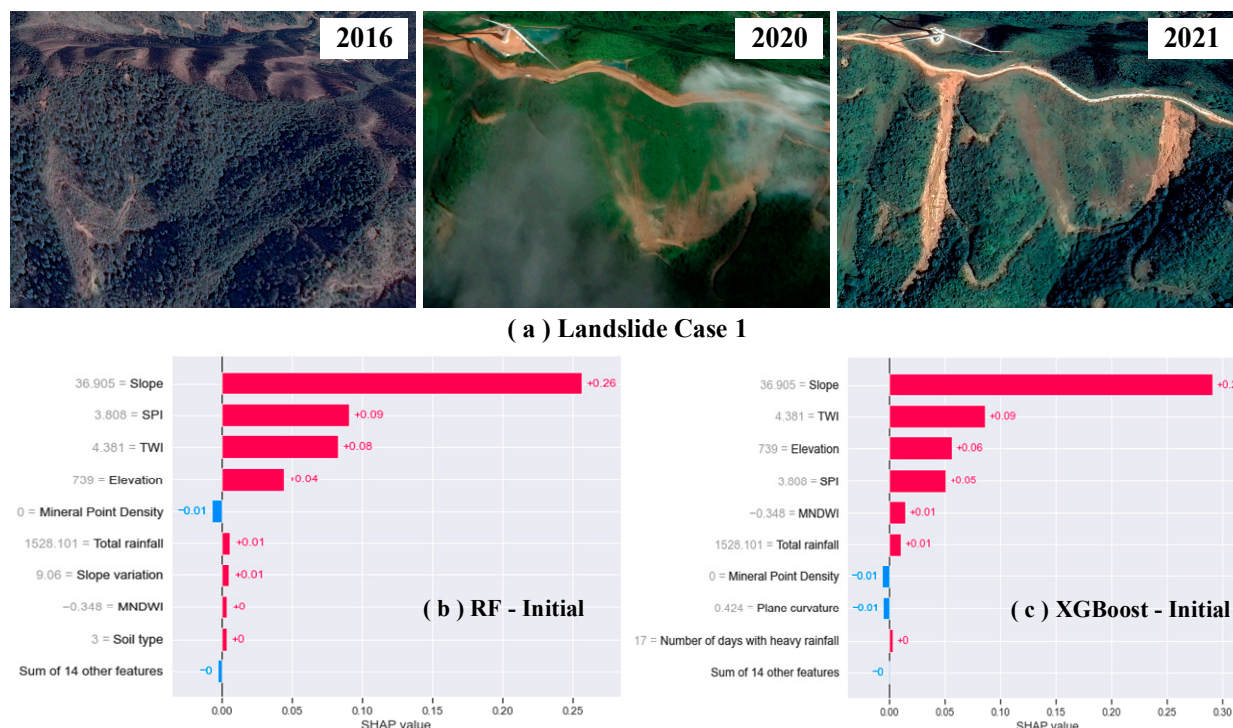 2016
2020
2021
( a ) Landslide Case 1
36.905 = Slope
+0.26
3.808 = SPI
+0.09
4.381 = TWI
+0.08
739 = Elevation
+0.04
0 = Mineral Point Density
−0.01
1528.101 = Total rainfall
+0.01
9.06 = Slope variation
+0.01
−0.348 = MNDWI
+0
3 = Soil type
+0
Sum of 14 other features
−0
( b ) RF - Initial
0.00 0.05 0.10 0.15 0.20 0.25
SHAP value
36.905 = Slope
4.381 = TWI
+0.09
739 = Elevation
+0.06
3.808 = SPI
+0.05
−0.348 = MNDWI
+0.01
1528.101 = Total rainfall
+0.01
0 = Mineral Point Density
−0.01
0.424 = Plane curvature
−0.01
17 = Number of days with heavy rainfall
+0
Sum of 14 other features
−0
( c ) XGBoost - Initial
0.00 0.05 0.10 0.15 0.20 0.25 0.30
SHAP value